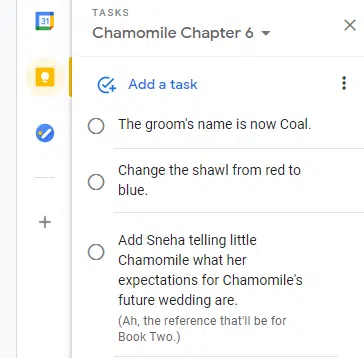 TASKS
Chamomile Chapter 6
31
Add a task
The groom's name is now Coal.
Change the shawl from red to
blue.
Add Sneha telling little
Chamomile what her
expectations for Chamomile's
future wedding are.
(Ah, the reference that'll be for
Book Two.)